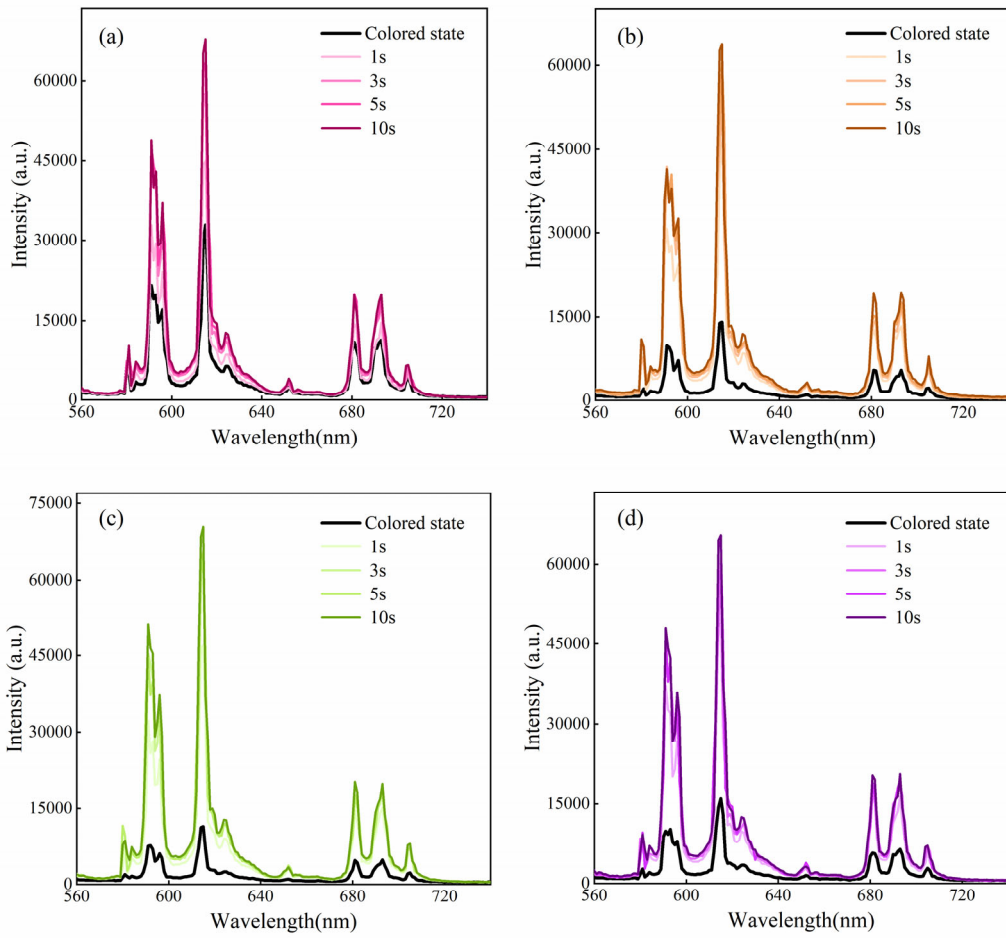 (a)
Colored state
1s
3s
5s
10s
60000
45000
30000
15000
0
Intensity (a.u.)
560
600
640
680
720
Wavelength(nm)
(b)
Colored state
1s
3s
5s
10s
60000
45000
30000
15000
0
Intensity (a.u.)
560
600
640
680
720
Wavelength(nm)
(c)
Colored state
1s
3s
5s
10s
75000
60000
45000
30000
15000
0
Intensity (a.u.)
560
600
640
680
720
Wavelength(nm)
(d)
Colored state
1s
3s
5s
10s
60000
45000
30000
15000
0
Intensity (a.u.)
560
600
640
680
720
Wavelength(nm)